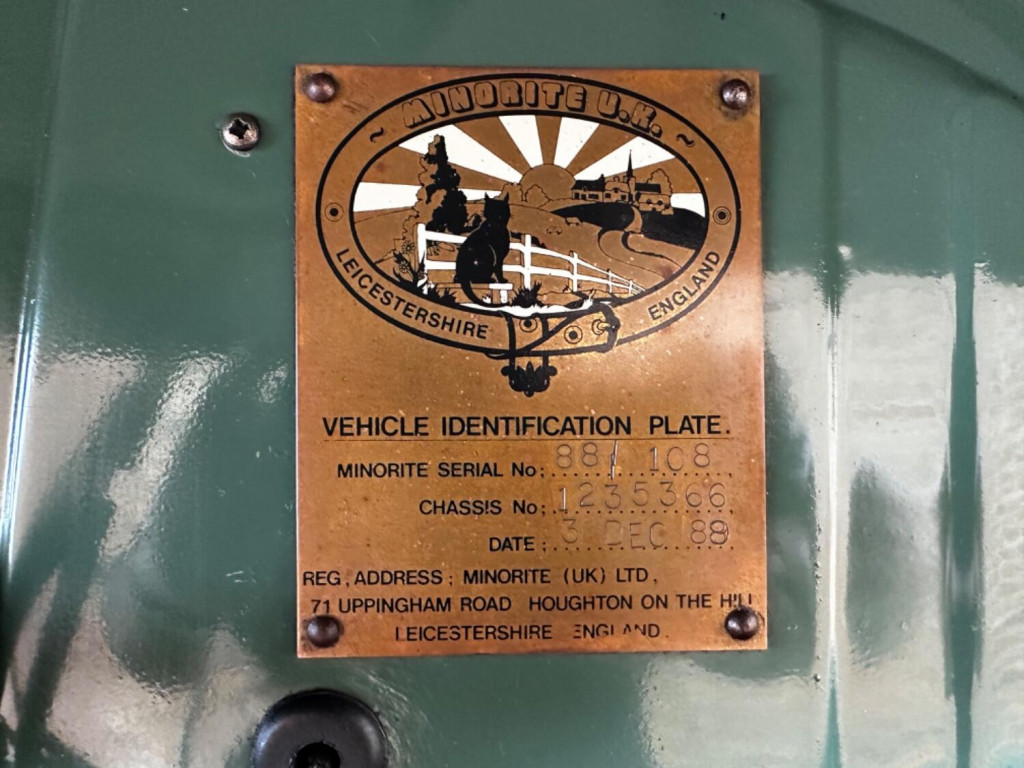 ~ MINORITE U.K. ~
LEICESTERSHIRE ENGLAND
VEHICLE IDENTIFICATION PLATE.
MINORITE SERIAL No: 88/108
CHASSIS No: 1235366
DATE: 3 DEC 88
REG, ADDRESS; MINORITE (UK) LTD,
71 UPPINGHAM ROAD HOUGHTON ON THE HILL
LEICESTERSHIRE ENGLAND.